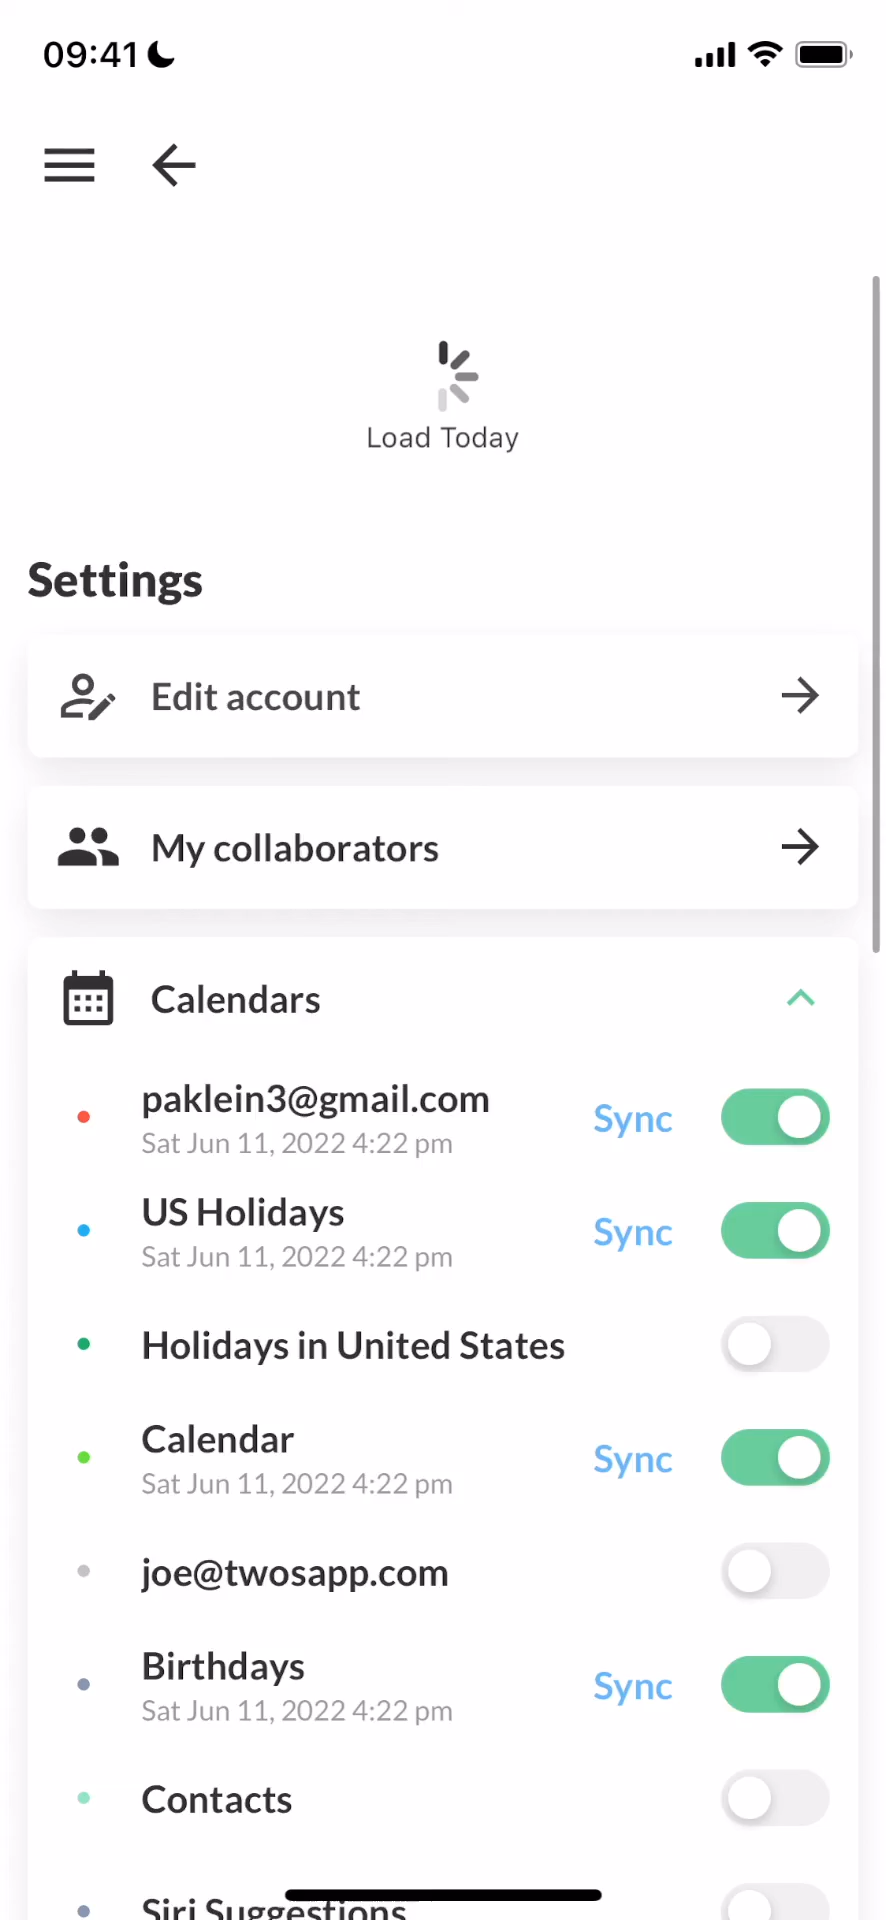 09:41
Load Today
Settings
Edit account
My collaborators
Calendars
paklein3@gmail.com
Sat Jun 11, 2022 4:22 pm
Sync
US Holidays
Sat Jun 11, 2022 4:22 pm
Sync
Holidays in United States
Calendar
Sat Jun 11, 2022 4:22 pm
Sync
joe@twosapp.com
Birthdays
Sat Jun 11, 2022 4:22 pm
Sync
Contacts
Siri Suggestions